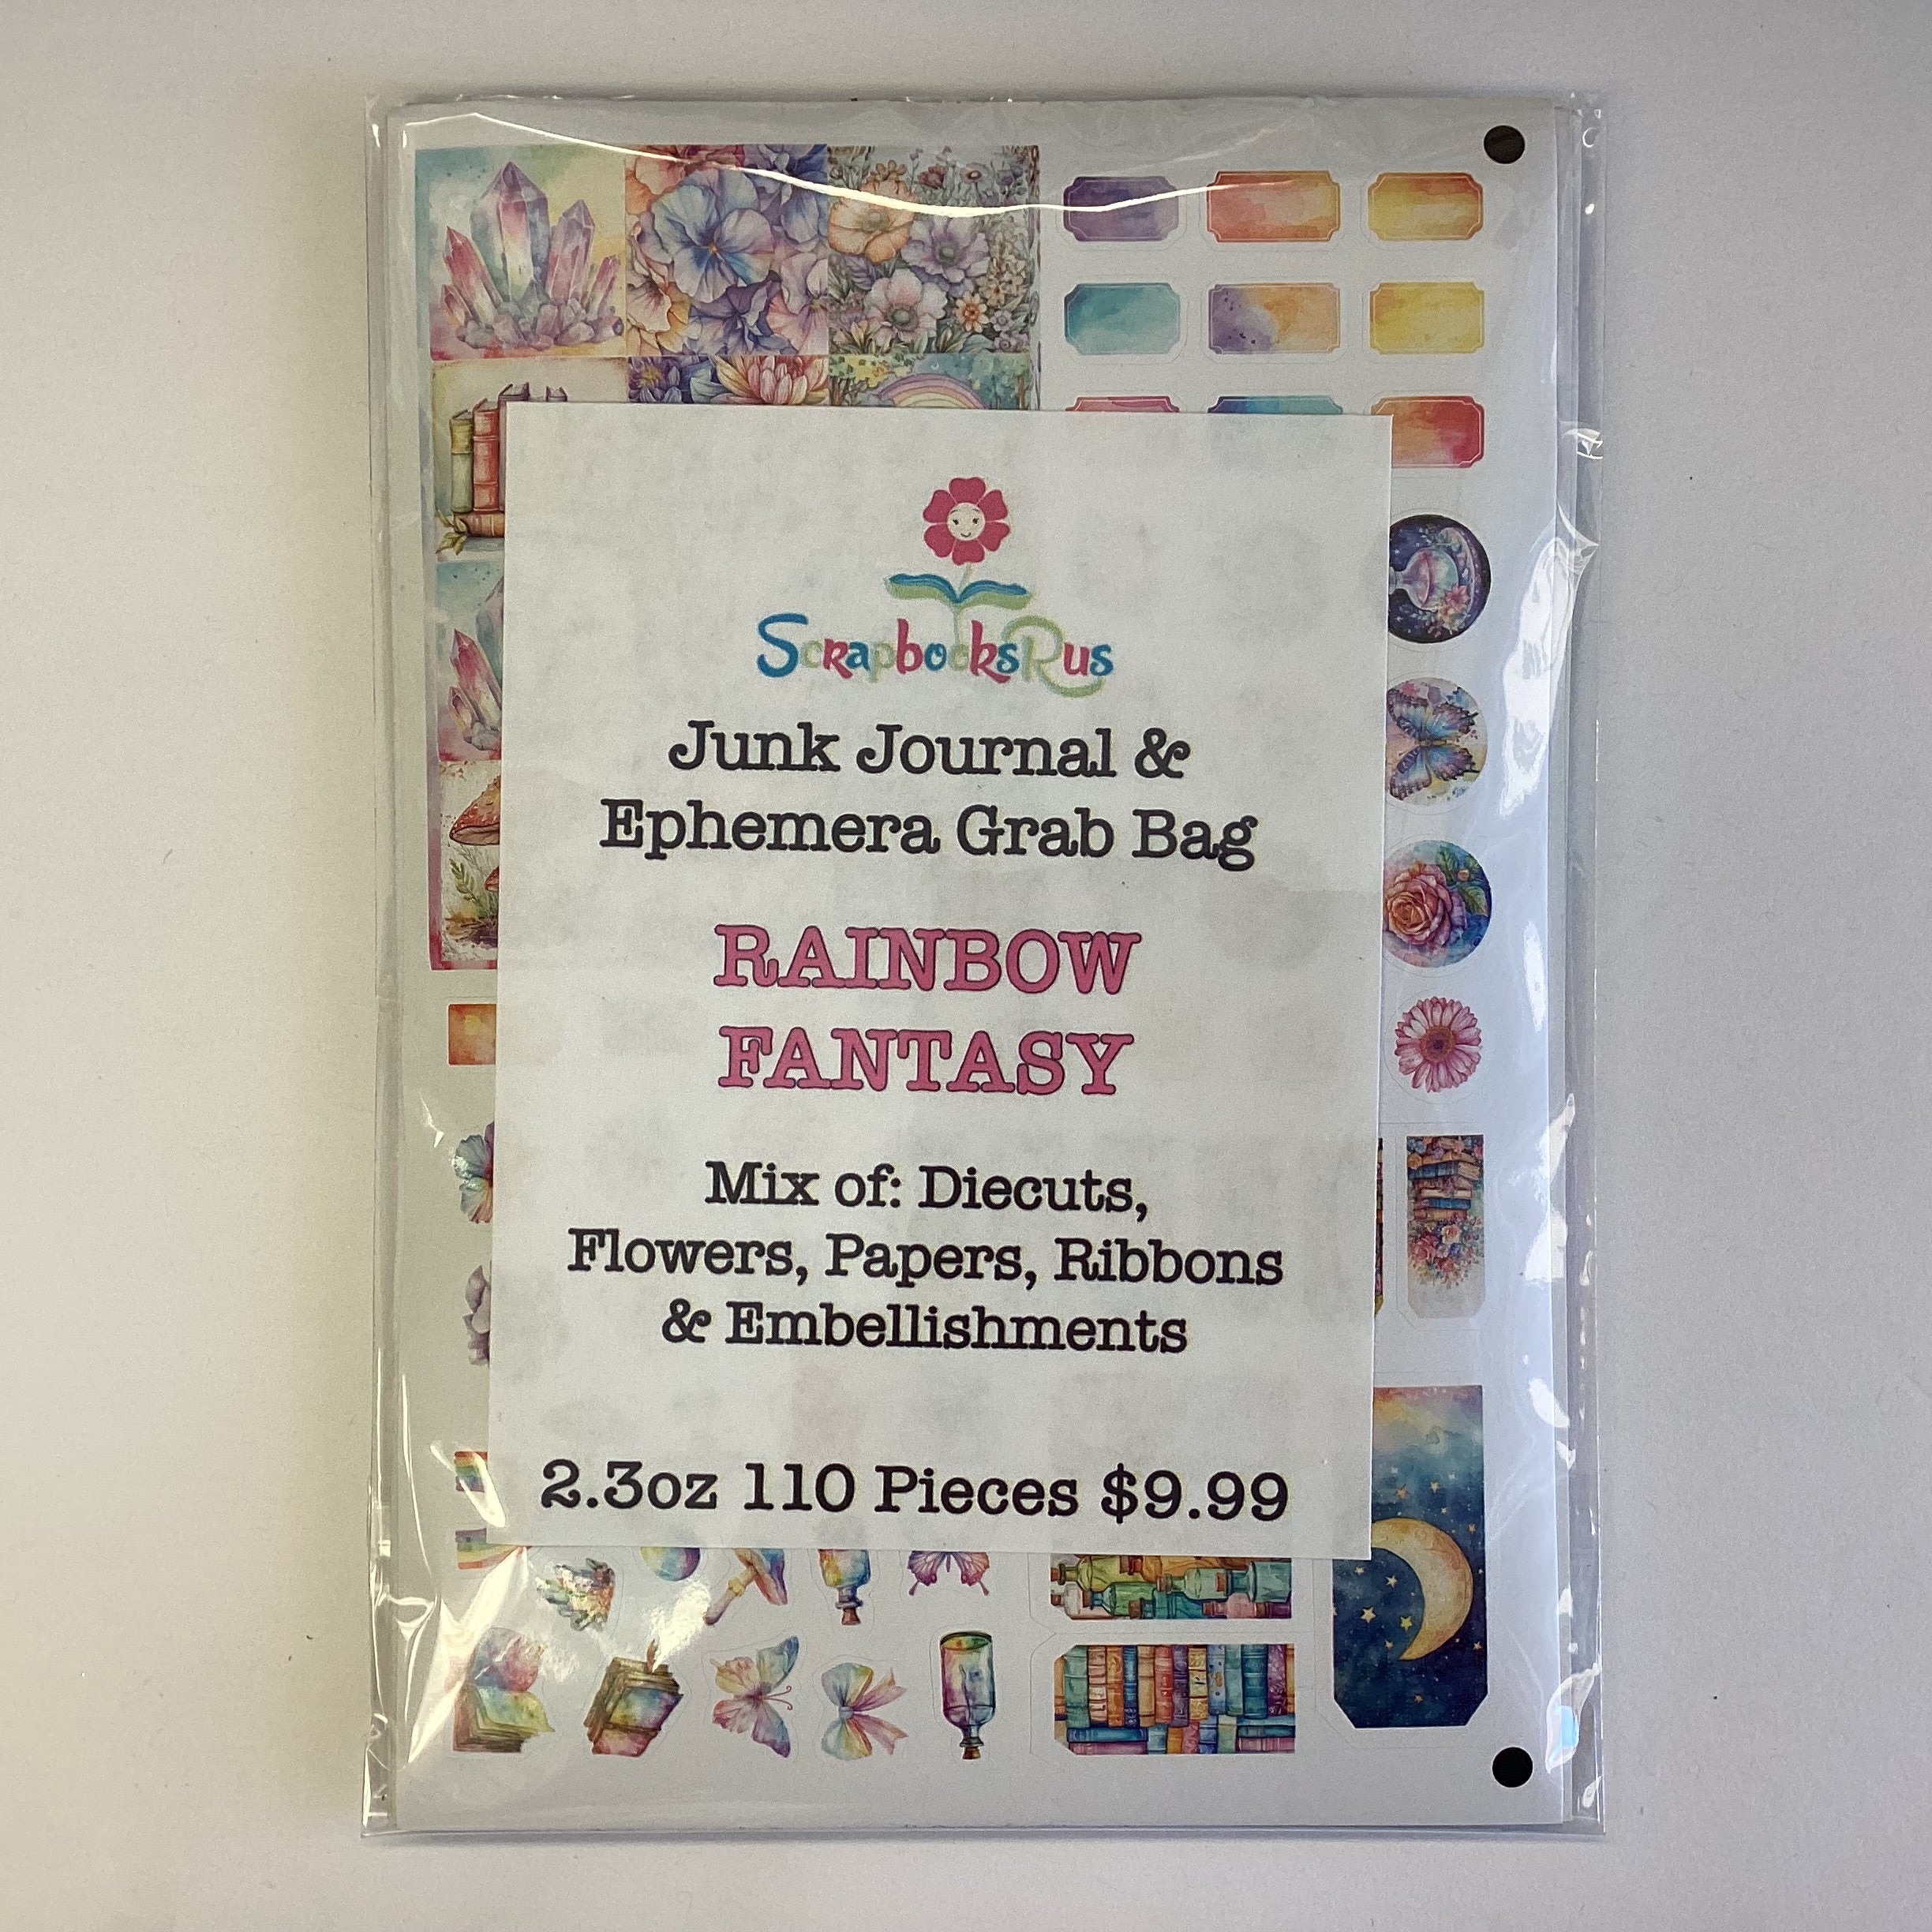 ScrapbooksRus
Junk Journal &
Ephemera Grab Bag
RAINBOW
FANTASY
Mix of: Diecuts,
Flowers, Papers, Ribbons
& Embellishments
2.3oz 110 Pieces $9.99